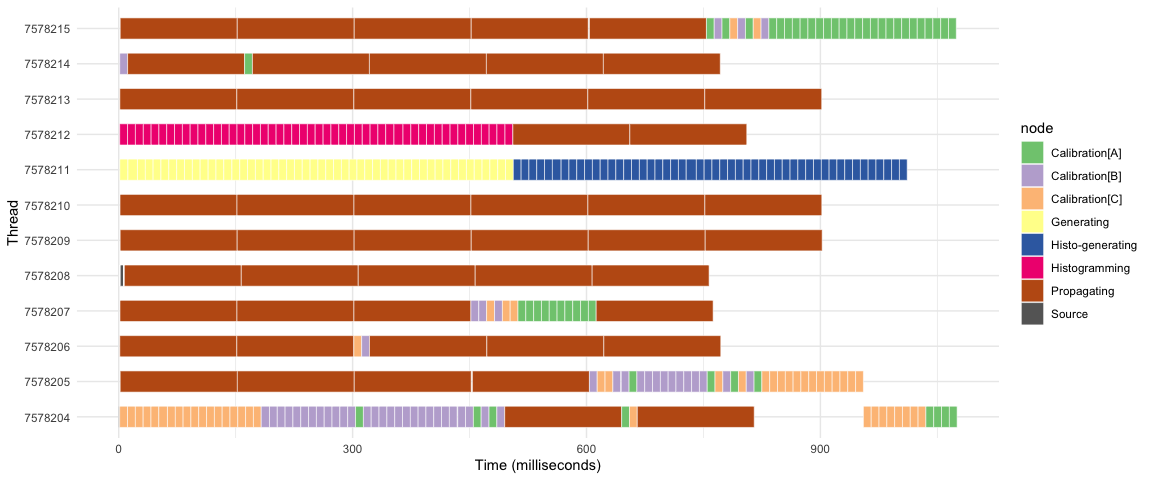 7578215
7578214
7578213
7578212
7578211
7578210
7578209
7578208
7578207
7578206
7578205
7578204
Thread
0 300 600 900
Time (milliseconds)
node
Calibration[A]
Calibration[B]
Calibration[C]
Generating
Histo-generating
Histogramming
Propagating
Source